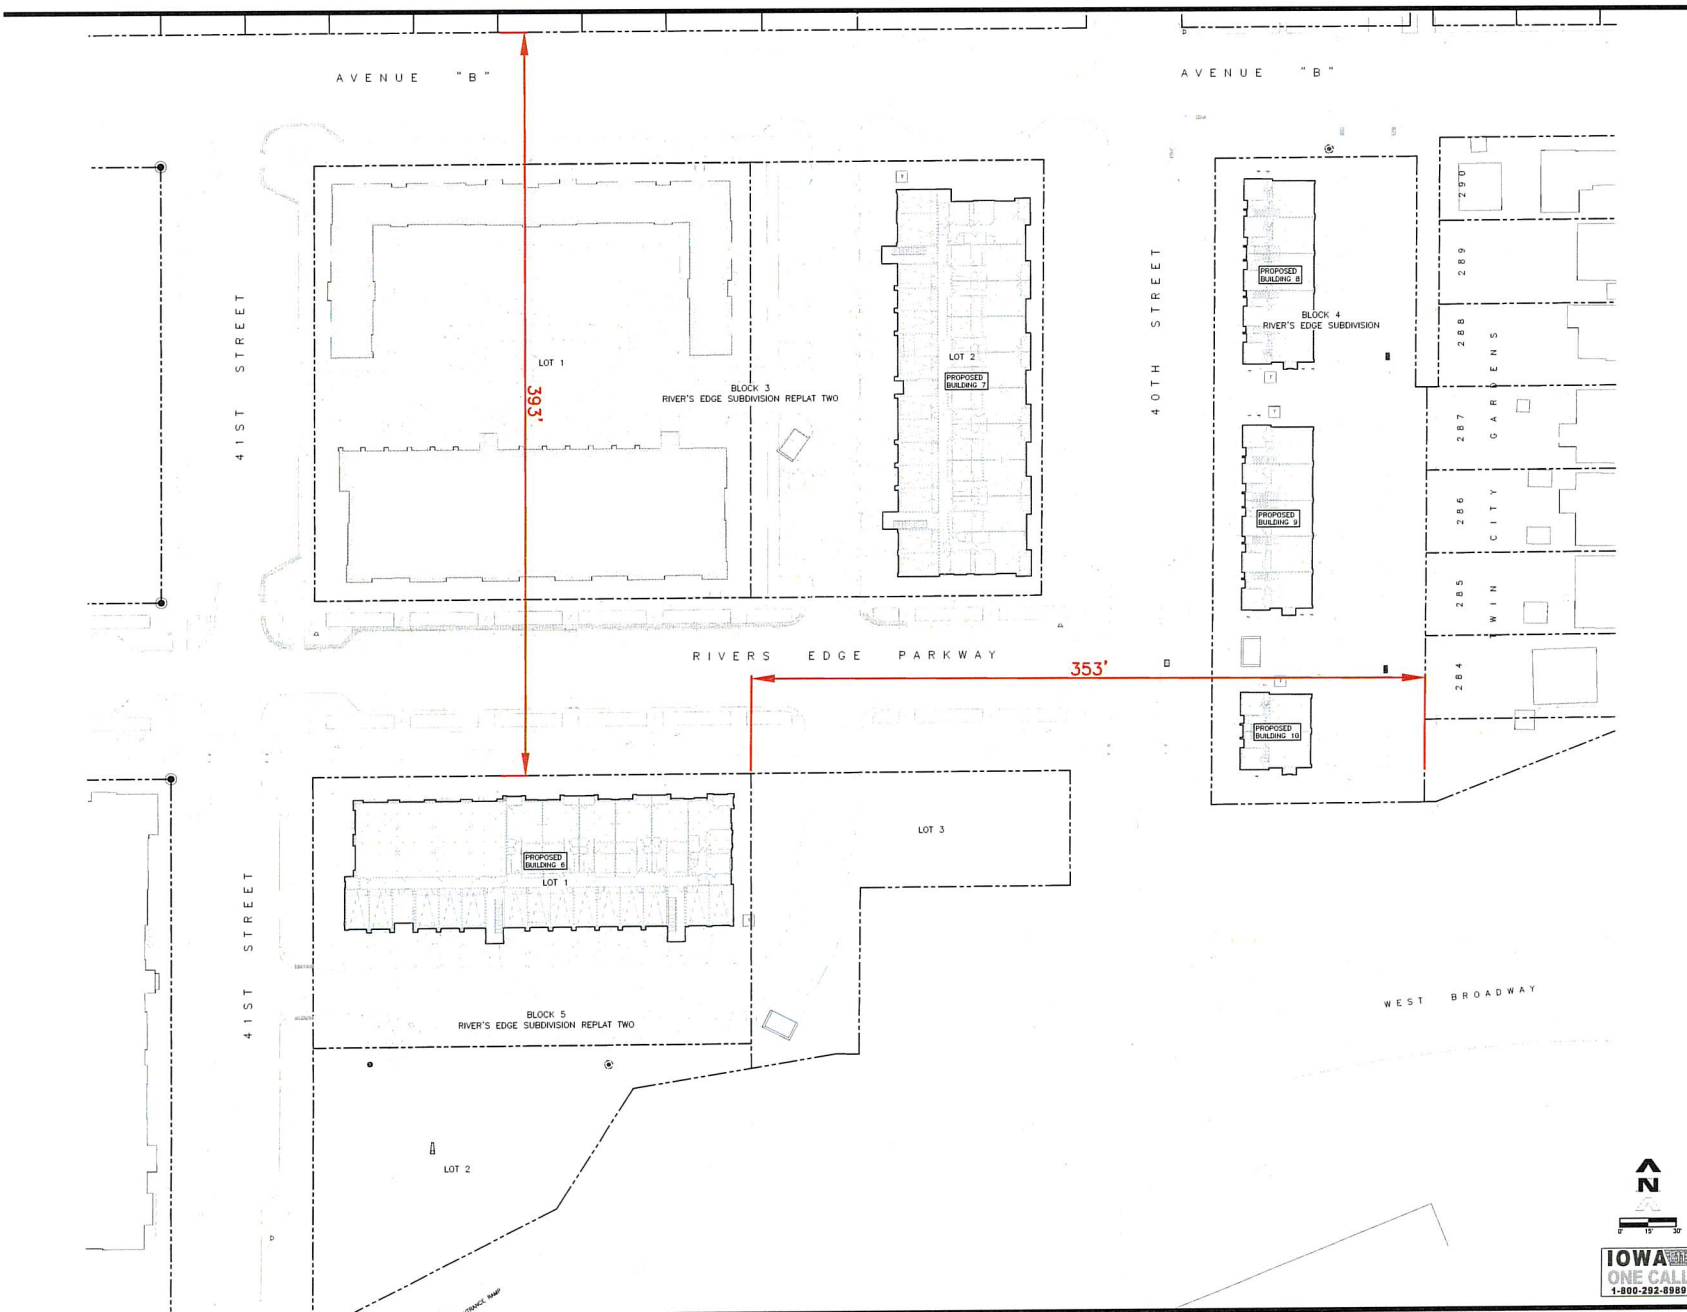 AVENUE "B"
AVENUE "B"
41ST STREET
40TH STREET
LOT 1
393'
BLOCK 3
RIVER'S EDGE SUBDIVISION REPLAT TWO
LOT 2
PROPOSED
BUILDING 7
PROPOSED
BUILDING 8
BLOCK 4
RIVER'S EDGE SUBDIVISION
PROPOSED
BUILDING 9
290
289
288
287
286
285
284
TWIN CITY GARDENS
RIVERS EDGE PARKWAY
353'
PROPOSED
BUILDING 10
PROPOSED
BUILDING 6
LOT 1
LOT 3
41ST STREET
BLOCK 5
RIVER'S EDGE SUBDIVISION REPLAT TWO
WEST BROADWAY
LOT 2
N
0' 15' 30'
IOWA
ONE CALL
1-800-292-8989